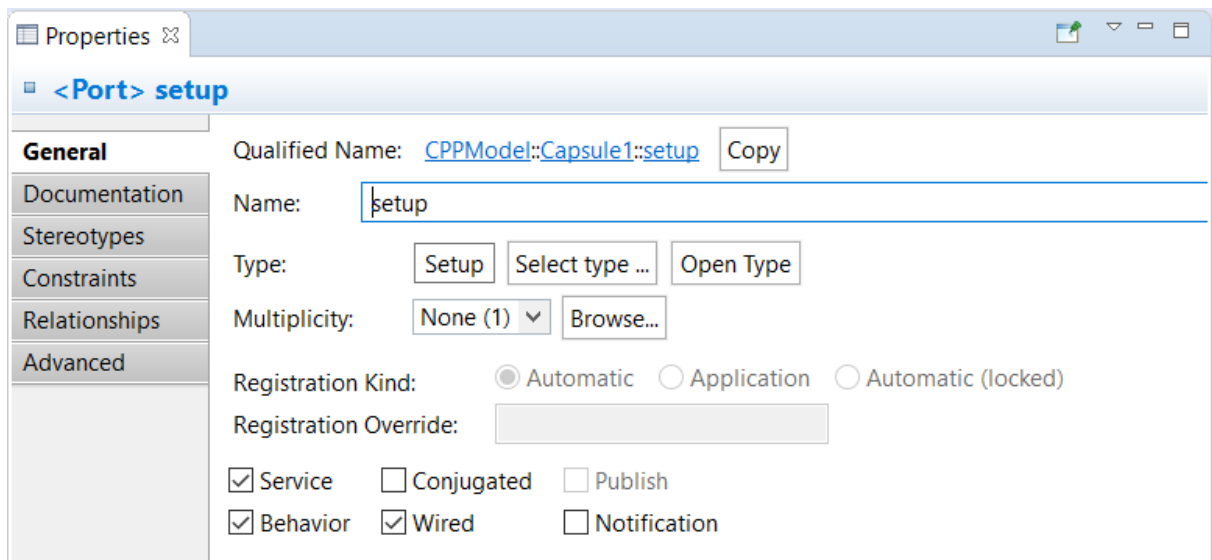 Properties
<Port> setup
General
Documentation
Stereotypes
Constraints
Relationships
Advanced
Qualified Name: CPPModel::Capsule1::setup Copy
Name: setup
Type: Setup Select type ... Open Type
Multiplicity: None (1) Browse...
Registration Kind: Automatic Application Automatic (locked)
Registration Override:
Service Conjugated Publish
Behavior Wired Notification